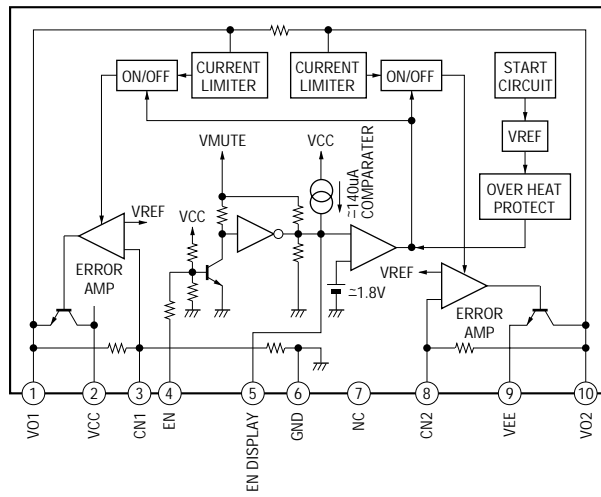 CURRENT
LIMITER
CURRENT
LIMITER
ON/OFF
ON/OFF
START
CIRCUIT
VREF
OVER HEAT
PROTECT
VMUTE
VCC
≃140uA
COMPARATER
VREF
VCC
ERROR
AMP
≃1.8V
VREF
ERROR
AMP
1
2
3
4
5
6
7
8
9
10
VO1
VCC
CN1
EN
EN DISPLAY
GND
NC
CN2
VEE
VO2